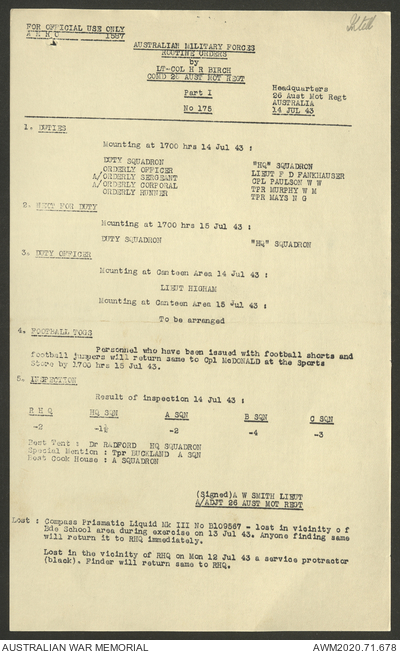 FOR OFFICIAL USE ONLY
A R H Q 1567
AUSTRALIAN MILITARY FORCES
ROUTINE ORDERS
by
LT-COL H R BIRCH
COMD 26 AUST MOT REGT
Part I
No 175
Headquarters
26 Aust Mot Regt
AUSTRALIA
14 JUL 43
1. DUTIES
Mounting at 1700 hrs 14 Jul 43 :
DUTY SQUADRON "HQ" SQUADRON
ORDERLY OFFICER LIEUT F D FANKHAUSER
A/ORDERLY SERGEANT CPL PAULSON W W
A/ORDERLY CORPORAL TPR MURPHY W M
ORDERLY RUNNER TPR MAYS N G
2. NEXT FOR DUTY
Mounting at 1700 hrs 15 Jul 43 :
DUTY SQUADRON "HQ" SQUADRON
3. DUTY OFFICER
Mounting at Canteen Area 14 Jul 43 :
LIEUT HIGHAM
Mounting at Canteen Area 15 Jul 43 :
To be arranged
4. FOOTBALL TOGS
Personnel who have been issued with football shorts and
football jumpers will return same to Cpl McDONALD at the Sports
Store by 1700 hrs 15 Jul 43.
5. INSPECTION
Result of inspection 14 Jul 43 :
R H Q HQ SQN A SQN B SQN C SQN
-2 -1½ -2 -4 -3
Best Tent : Dr RADFORD HQ SQUADRON
Special Mention : Tpr BUCKLAND A SQN
Best Cook House : A SQUADRON
(Signed)A W SMITH LIEUT
A/ADJT 26 AUST MOT REGT
Lost : Compass Prismatic Liquid Mk III No B109567 - lost in vicinity o f
Bde School area during exercise on 13 Jul 43. Anyone finding same
will return it to RHQ immediately.
Lost in the vicinity of RHQ on Mon 12 Jul 43 a service protractor
(black). Finder will return same to RHQ.
AUSTRALIAN WAR MEMORIAL AWM2020.71.678